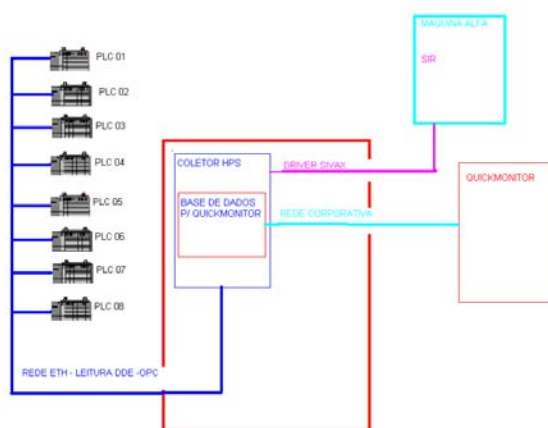 MAQUINA ALFA
SIR
PLC 01
PLC 02
PLC 03
PLC 04
PLC 05
PLC 06
PLC 07
PLC 08
COLETOR HPS
DRIVER SIVAX
BASE DE DADOS
P/ QUICKMONITOR
REDE CORPORATIVA
QUICKMONITOR
REDE ETH - LEITURA DDE -OPC